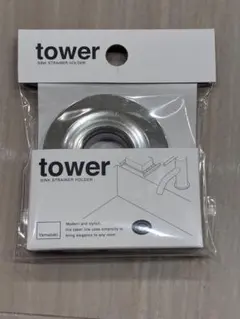 tower
SINK STRAINER HOLDER
tower
SINK STRAINER HOLDER
Yamazaki
Modern and stylish,
the tower line uses simplicity to
bring elegance to any room.